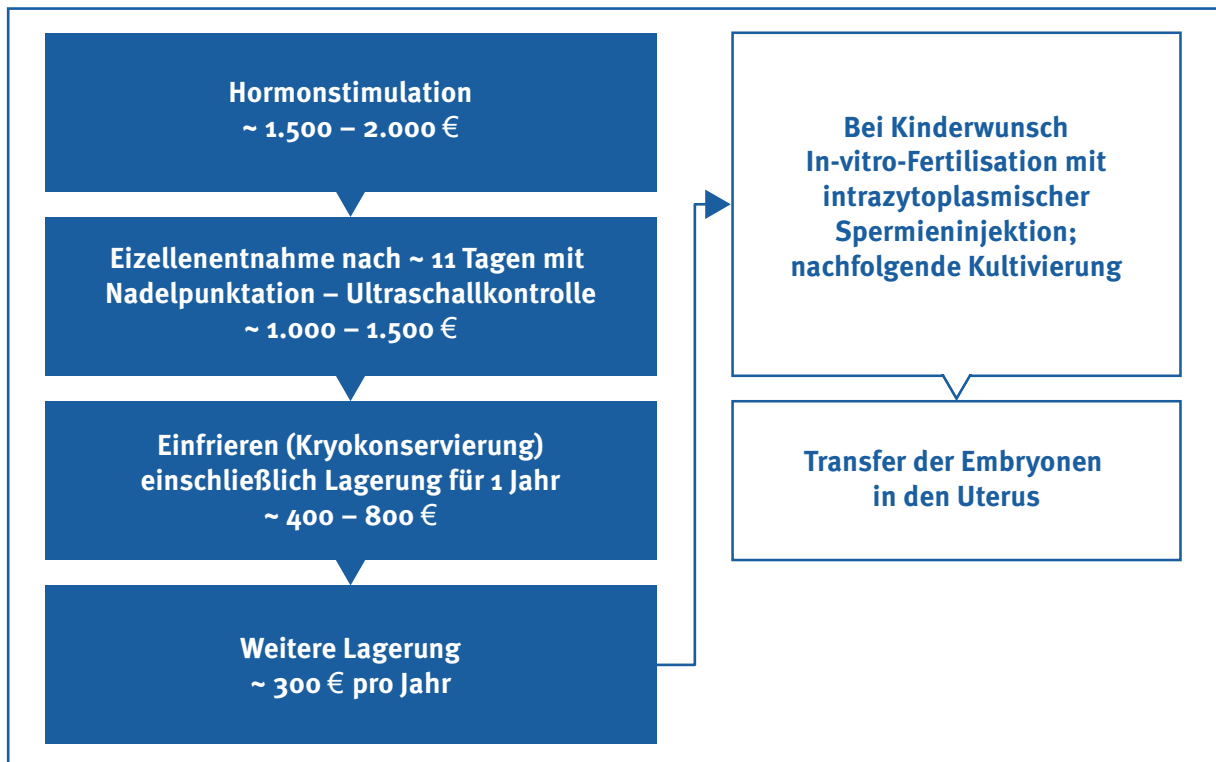 Hormonstimulation
~ 1.500 – 2.000 €
Eizellenentnahme nach ~ 11 Tagen mit
Nadelpunktation – Ultraschallkontrolle
~ 1.000 – 1.500 €
Einfrieren (Kryokonservierung)
einschließlich Lagerung für 1 Jahr
~ 400 – 800 €
Weitere Lagerung
~ 300 € pro Jahr
Bei Kinderwunsch
In-vitro-Fertilisation mit
intrazytoplasmischer
Spermieninjektion;
nachfolgende Kultivierung
Transfer der Embryonen
in den Uterus